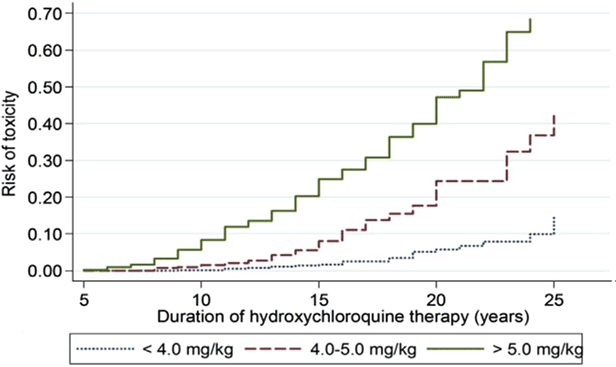 0.70
0.50
0.40
0.30
0.20
0.10
0.00
Risk of toxicity
5 10 15 20 25
Duration of hydroxychloroquine therapy (years)
< 4.0 mg/kg 4.0-5.0 mg/kg > 5.0 mg/kg